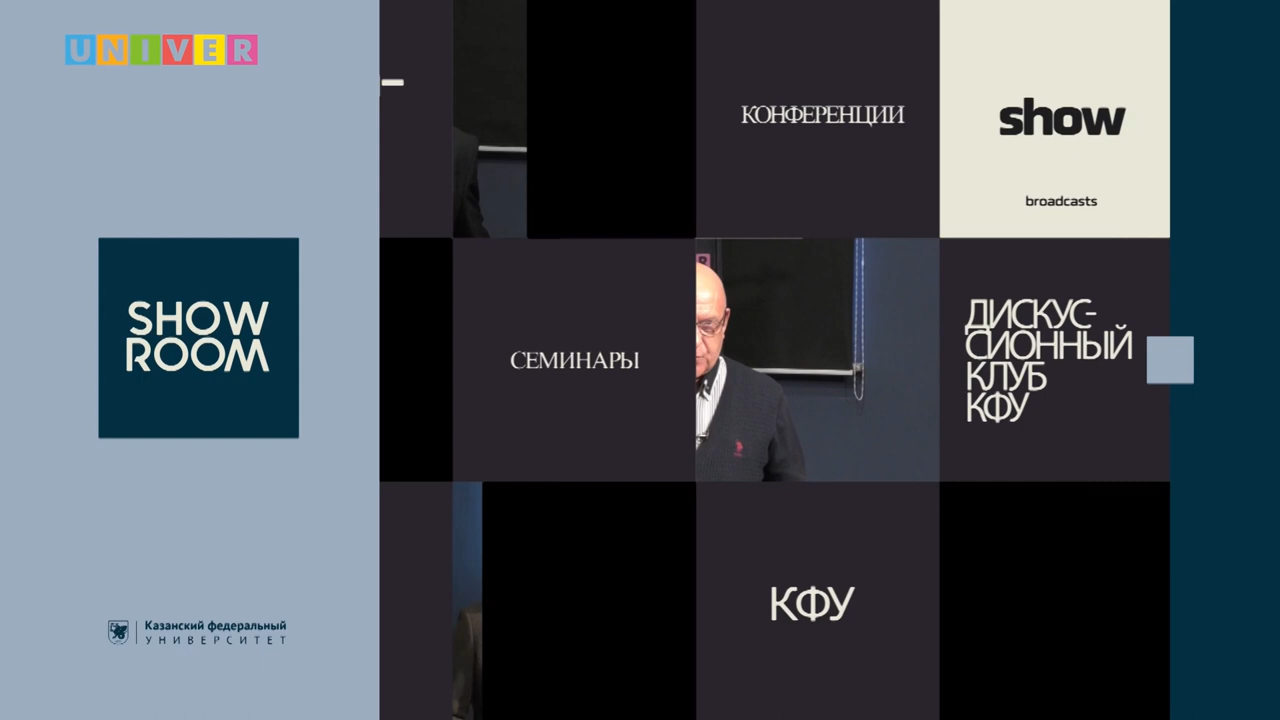 UNIVER
SHOW
ROOM
Казанский федеральный
УНИВЕРСИТЕТ
КОНФЕРЕНЦИИ
show
broadcasts
СЕМИНАРЫ
ДИСКУС-
СИОННЫЙ
КЛУБ
КФУ
КФУ